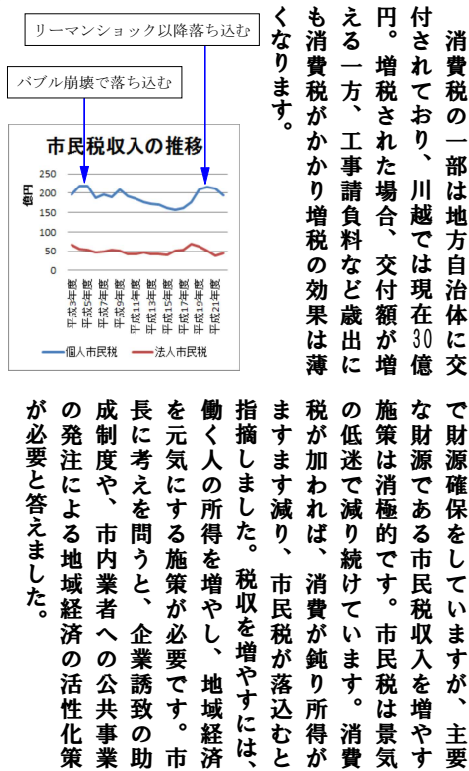 消費税の一部は地方自治体に交
付されており、川越では現在30億
円。増税された場合、交付額が増
える一方、工事請負料など歳出に
も消費税がかかり増税の効果は薄
くなります。
リーマンショック以降落ち込む
バブル崩壊で落ち込む
市民税収入の推移
億円
250
200
150
100
50
0
平成3年度
平成5年度
平成7年度
平成9年度
平成11年度
平成13年度
平成15年度
平成17年度
平成19年度
平成21年度
個人市民税
法人市民税
で財源確保をしていますが、主要
な財源である市民税収入を増やす
施策は消極的です。市民税は景気
の低迷で減り続けています。消費
税が加われば、消費が鈍り所得が
ますます減り、市民税が落込むと
指摘しました。税収を増やすには、
働く人の所得を増やし、地域経済
を元気にする施策が必要です。市
長に考えを問うと、企業誘致の助
成制度や、市内業者への公共事業
の発注による地域経済の活性化策
が必要と答えました。